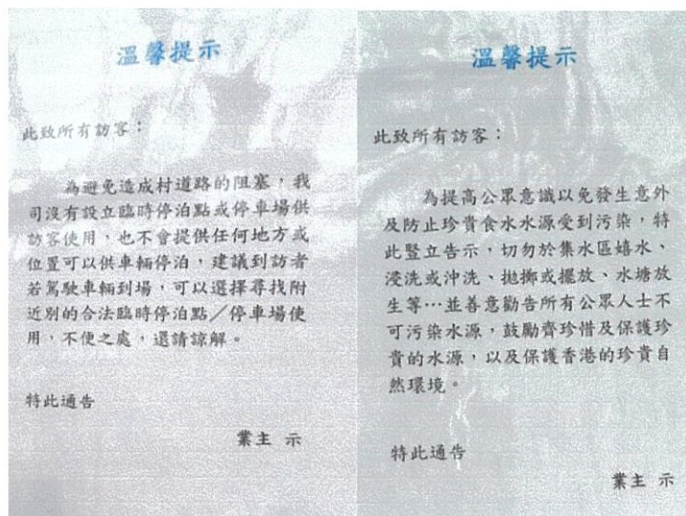 溫馨提示
此致所有訪客：
為避免造成村道路的阻塞，我
司沒有設立臨時停泊點或停車場供
訪客使用，也不會提供任何地方或
位置可以供車輛停泊，建議到訪者
若駕駛車輛到場，可以選擇尋找附
近別的合法臨時停泊點／停車場使
用，不便之處，還請諒解。
特此通告
業主 示
溫馨提示
此致所有訪客：
為提高公眾意識以免發生意外
及防止珍貴食水水源受到污染，特
此豎立告示，切勿於集水區嬉水、
浸洗或沖洗、拋擲或擺放、水塘放
生等…並善意勸告所有公眾人士不
可污染水源，鼓勵齊珍惜及保護珍
貴的水源，以及保護香港的珍貴自
然環境。
特此通告
業主 示